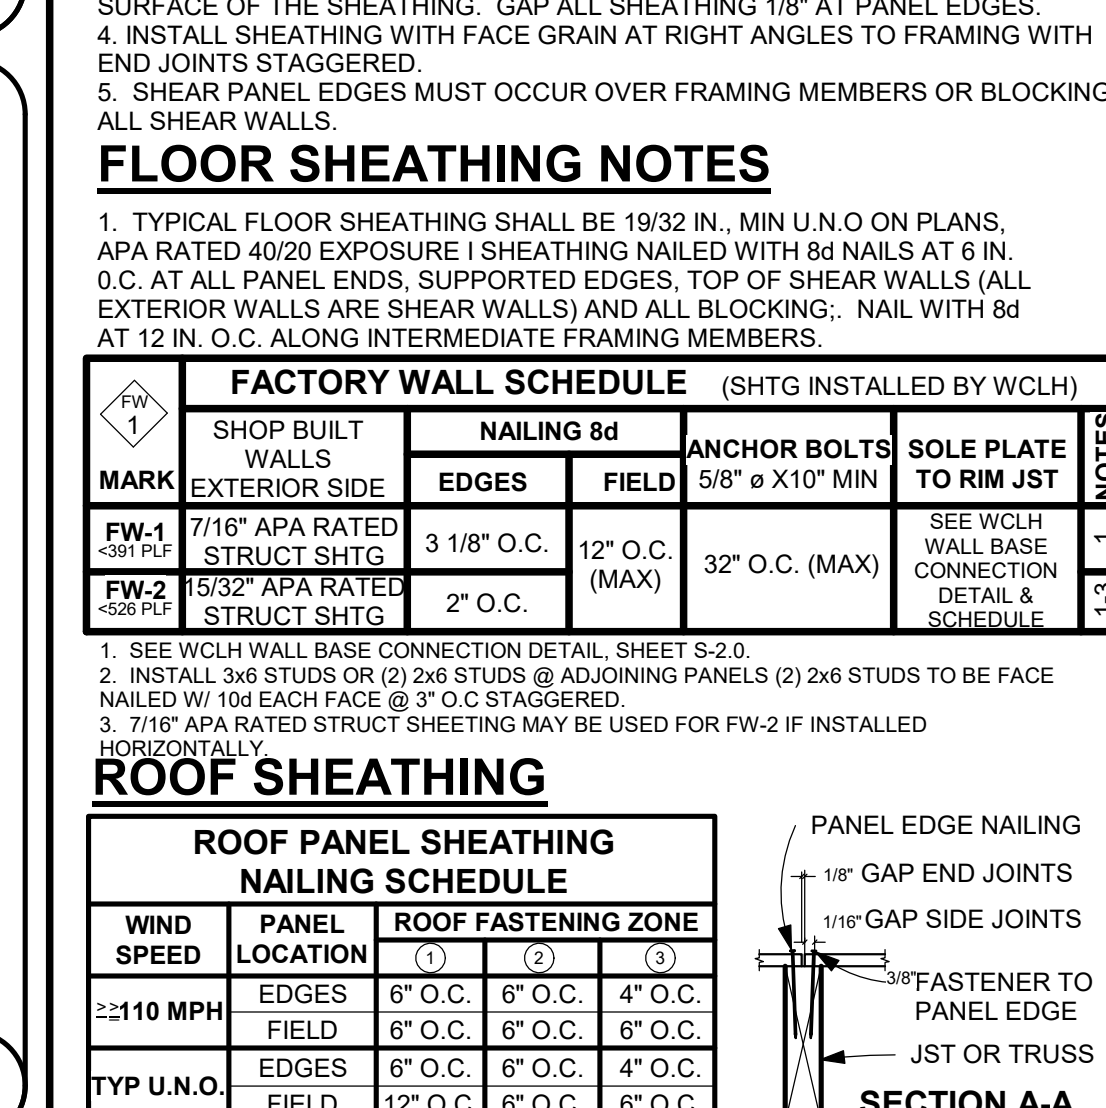 SURFACE OF THE SHEATHING. GAP ALL SHEATHING 1/8" AT PANEL EDGES.
4. INSTALL SHEATHING WITH FACE GRAIN AT RIGHT ANGLES TO FRAMING WITH
END JOINTS STAGGERED.
5. SHEAR PANEL EDGES MUST OCCUR OVER FRAMING MEMBERS OR BLOCKING
ALL SHEAR WALLS.
FLOOR SHEATHING NOTES
1. TYPICAL FLOOR SHEATHING SHALL BE 19/32 IN., MIN U.N.O ON PLANS,
APA RATED 40/20 EXPOSURE I SHEATHING NAILED WITH 8d NAILS AT 6 IN.
0.C. AT ALL PANEL ENDS, SUPPORTED EDGES, TOP OF SHEAR WALLS (ALL
EXTERIOR WALLS ARE SHEAR WALLS) AND ALL BLOCKING;. NAIL WITH 8d
AT 12 IN. O.C. ALONG INTERMEDIATE FRAMING MEMBERS.
FW
1
MARK
FACTORY WALL SCHEDULE (SHTG INSTALLED BY WCLH)
SHOP BUILT
WALLS
EXTERIOR SIDE
NAILING 8d
EDGES
FIELD
ANCHOR BOLTS
5/8" ø X10" MIN
SOLE PLATE
TO RIM JST
NOTES
FW-1
<391 PLF
7/16" APA RATED
STRUCT SHTG
3 1/8" O.C.
12" O.C.
(MAX)
32" O.C. (MAX)
SEE WCLH
WALL BASE
CONNECTION
DETAIL &
SCHEDULE
1
FW-2
<526 PLF
15/32" APA RATED
STRUCT SHTG
2" O.C.
1-3
1. SEE WCLH WALL BASE CONNECTION DETAIL, SHEET S-2.0.
2. INSTALL 3x6 STUDS OR (2) 2x6 STUDS @ ADJOINING PANELS (2) 2x6 STUDS TO BE FACE
NAILED W/ 10d EACH FACE @ 3" O.C STAGGERED.
3. 7/16" APA RATED STRUCT SHEETING MAY BE USED FOR FW-2 IF INSTALLED
HORIZONTALLY.
ROOF SHEATHING
ROOF PANEL SHEATHING
NAILING SCHEDULE
WIND
SPEED
PANEL
LOCATION
ROOF FASTENING ZONE
1 2 3
≥≥110 MPH
EDGES 6" O.C. 6" O.C. 4" O.C.
FIELD 6" O.C. 6" O.C. 6" O.C.
TYP U.N.O.
EDGES 6" O.C. 6" O.C. 4" O.C.
FIELD 12" O.C. 6" O.C. 6" O.C.
PANEL EDGE NAILING
1/8" GAP END JOINTS
1/16" GAP SIDE JOINTS
3/8" FASTENER TO
PANEL EDGE
JST OR TRUSS
SECTION A-A